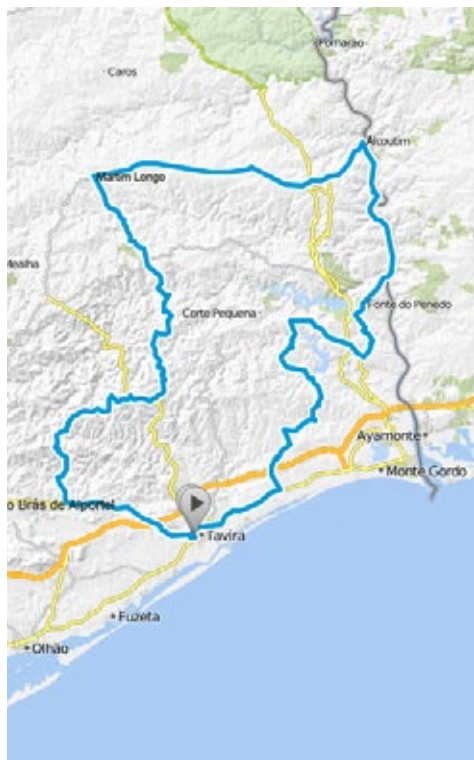 Pomarão
Caros
Alcoutim
Martim Longo
Mealha
Fonte do Penedo
Corte Pequena
Ayamonte
Monte Gordo
o Brás de Alportel
Tavira
Fuzeta
Olhão